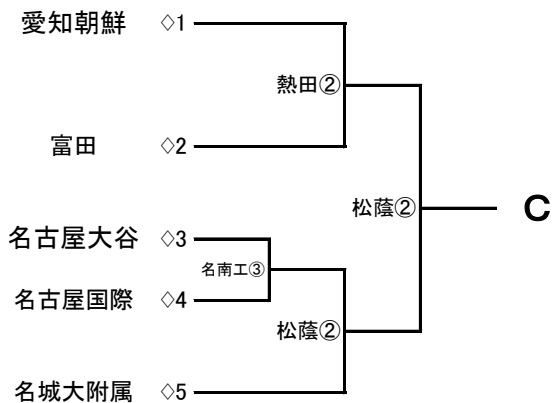 愛知朝鮮 ◇1
熱田②
富田 ◇2
松蔭② C
名古屋大谷 ◇3
名南工③
名古屋国際 ◇4
松蔭②
名城大附属 ◇5